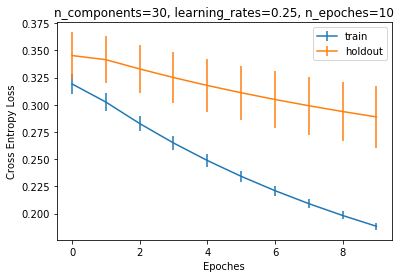 n_components=30, learning_rates=0.25, n_epoches=10
train
holdout
Cross Entropy Loss
0.375
0.350
0.325
0.300
0.275
0.250
0.225
0.200
0 2 4 6 8
Epoches